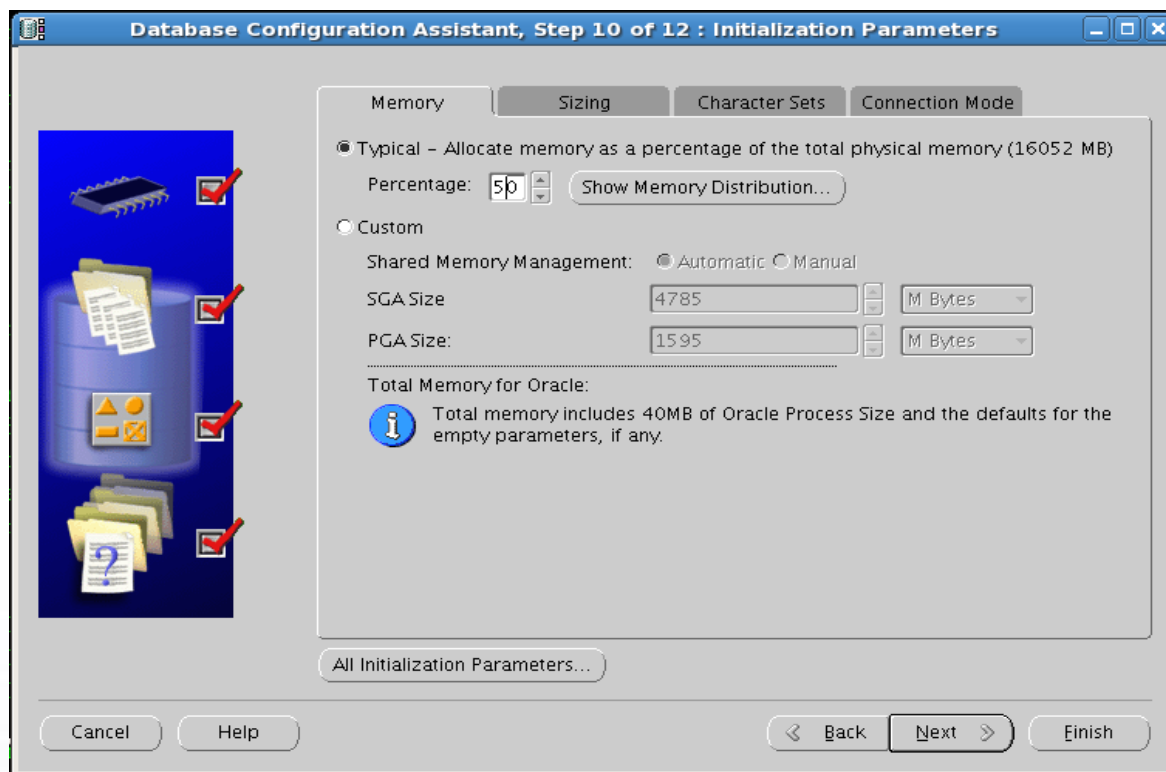 Database Configuration Assistant, Step 10 of 12 : Initialization Parameters
Memory Sizing Character Sets Connection Mode
Typical – Allocate memory as a percentage of the total physical memory (16052 MB)
Percentage: 50 Show Memory Distribution...
Custom
Shared Memory Management: Automatic Manual
SGA Size 4785 M Bytes
PGA Size: 1595 M Bytes
Total Memory for Oracle:
Total memory includes 40MB of Oracle Process Size and the defaults for the
empty parameters, if any.
?
All Initialization Parameters...
Cancel Help Back Next Finish